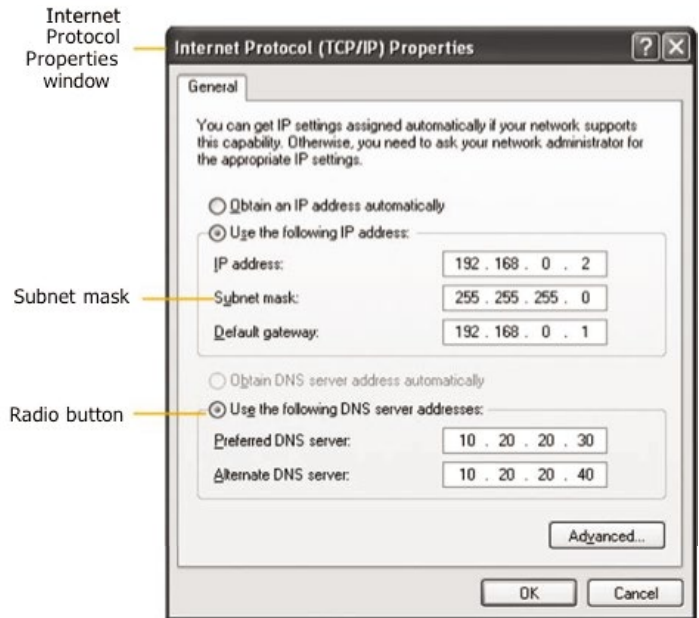 Internet
Protocol
Properties
window
Internet Protocol (TCP/IP) Properties
General
You can get IP settings assigned automatically if your network supports
this capability. Otherwise, you need to ask your network administrator for
the appropriate IP settings.
Obtain an IP address automatically
Use the following IP address:
IP address: 192 . 168 . 0 . 2
Subnet mask
Subnet mask: 255 . 255 . 255 . 0
Default gateway: 192 . 168 . 0 . 1
Obtain DNS server address automatically
Radio button
Use the following DNS server addresses:
Preferred DNS server: 10 . 20 . 20 . 30
Alternate DNS server: 10 . 20 . 20 . 40
Advanced...
OK Cancel